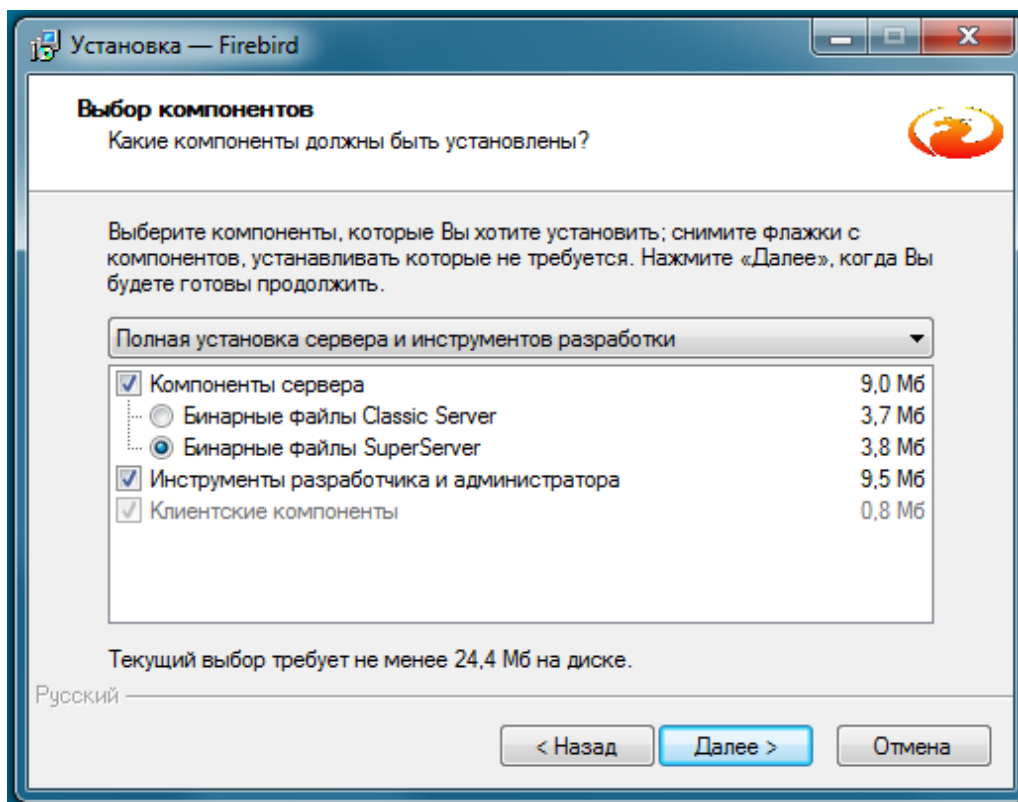 Установка — Firebird
Выбор компонентов
Какие компоненты должны быть установлены?
Выберите компоненты, которые Вы хотите установить; снимите флажки с
компонентов, устанавливать которые не требуется. Нажмите «Далее», когда Вы
будете готовы продолжить.
Полная установка сервера и инструментов разработки
Компоненты сервера 9,0 Мб
Бинарные файлы Classic Server 3,7 Мб
Бинарные файлы SuperServer 3,8 Мб
Инструменты разработчика и администратора 9,5 Мб
Клиентские компоненты 0,8 Мб
Текущий выбор требует не менее 24,4 Мб на диске.
Русский
< Назад Далее > Отмена